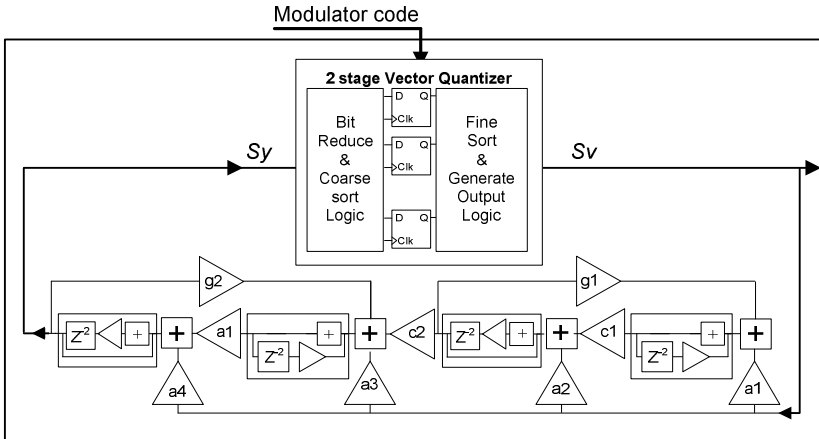 Modulator code
2 stage Vector Quantizer
Bit
Reduce
&
Coarse
sort
Logic
D Q
Clk
D Q
Clk
D Q
Clk
Fine
Sort
&
Generate
Output
Logic
Sy
Sv
g2
g1
Z⁻² + + a1 + + c2 Z⁻² + + c1 + +
Z⁻² Z⁻²
a4 a3 a2 a1